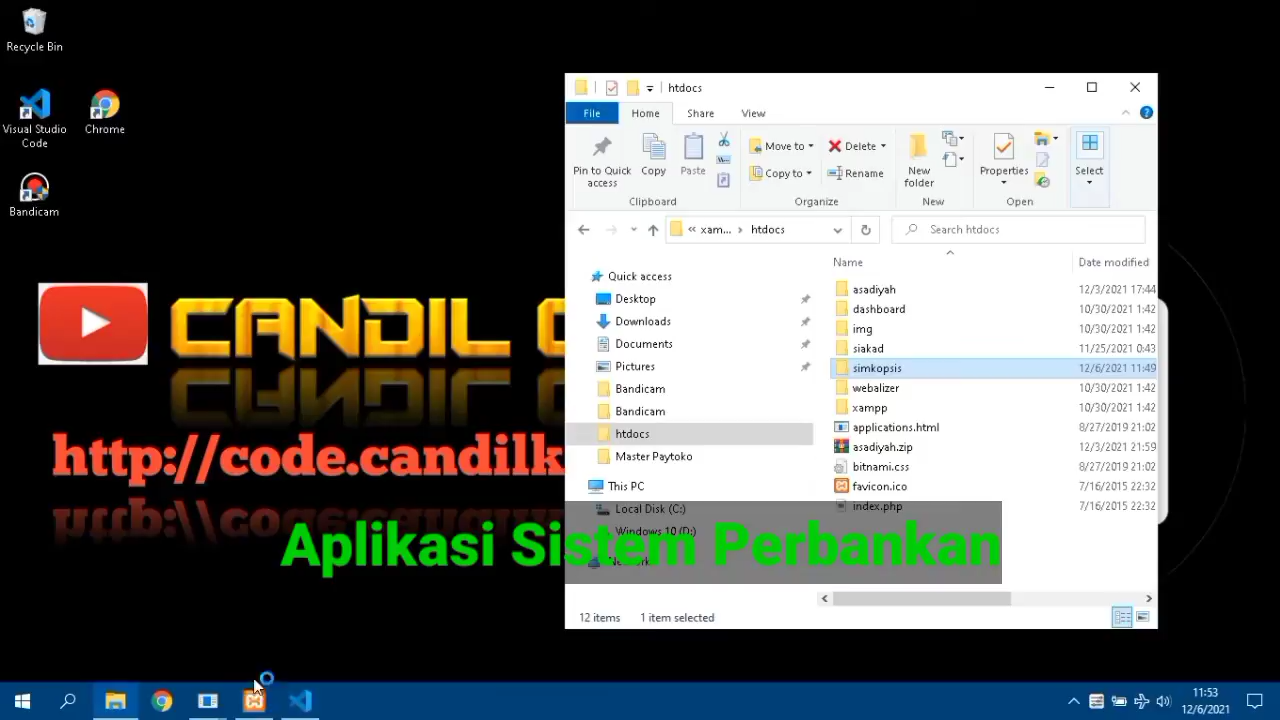 Recycle Bin
Visual Studio
Code
Chrome
Bandicam
CANDIL
http://code.candilk
htdocs
File
Home
Share
View
Pin to Quick
access
Copy
Paste
Clipboard
Move to
Copy to
Delete
Rename
Organize
New
folder
New
Properties
Open
Select
« xam... › htdocs
Search htdocs
Name
Date modified
Quick access
Desktop
Downloads
Documents
Pictures
Bandicam
Bandicam
htdocs
Master Paytoko
This PC
Local Disk (C:)
Windows 10 (D:)
Network
asadiyah 12/3/2021 17:44
dashboard 10/30/2021 1:42
img 10/30/2021 1:42
siakad 11/25/2021 0:43
simkopsis 12/6/2021 11:49
webalizer 10/30/2021 1:42
xampp 10/30/2021 1:42
applications.html 8/27/2019 21:02
asadiyah.zip 12/3/2021 21:59
bitnami.css 8/27/2019 21:02
favicon.ico 7/16/2015 22:32
index.php 7/16/2015 22:32
Aplikasi Sistem Perbankan
12 items
1 item selected
11:53
12/6/2021